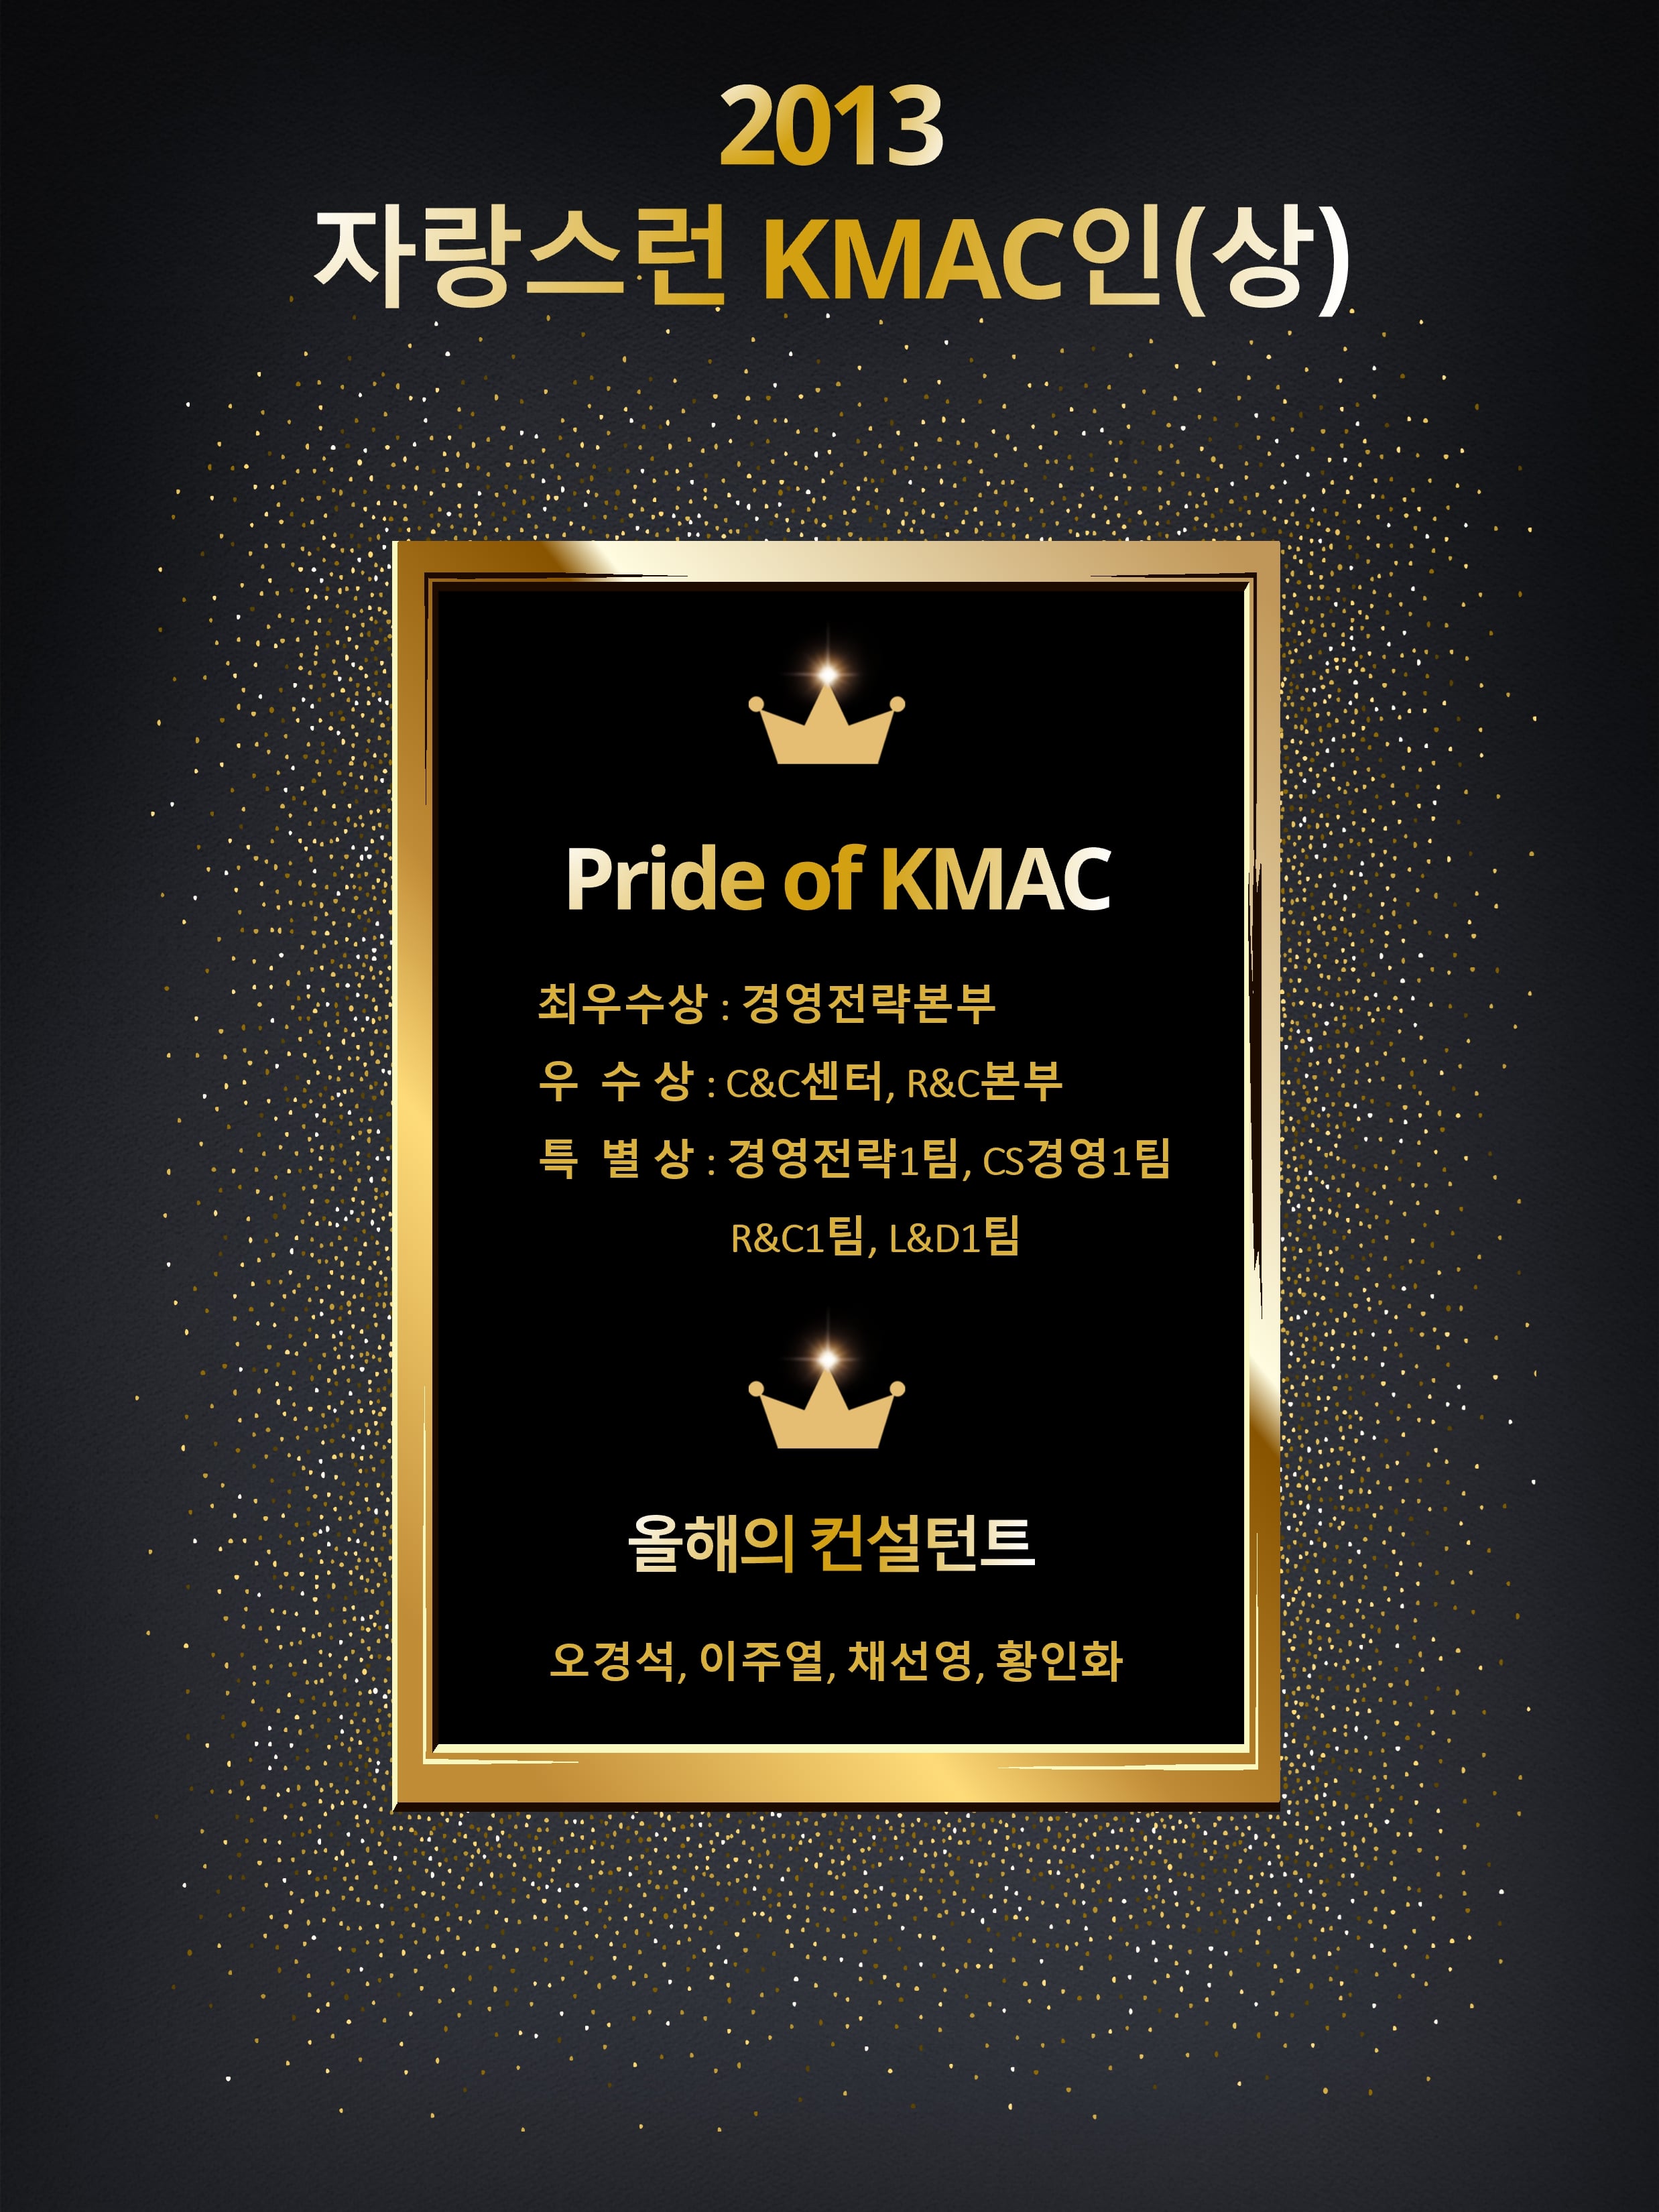 2013
자랑스런 KMAC인(상)
Pride of KMAC
최우수상 : 경영전략본부
우 수 상 : C&C센터, R&C본부
특 별 상 : 경영전략1팀, CS경영1팀
R&C1팀, L&D1팀
올해의 컨설턴트
오경석, 이주열, 채선영, 황인화